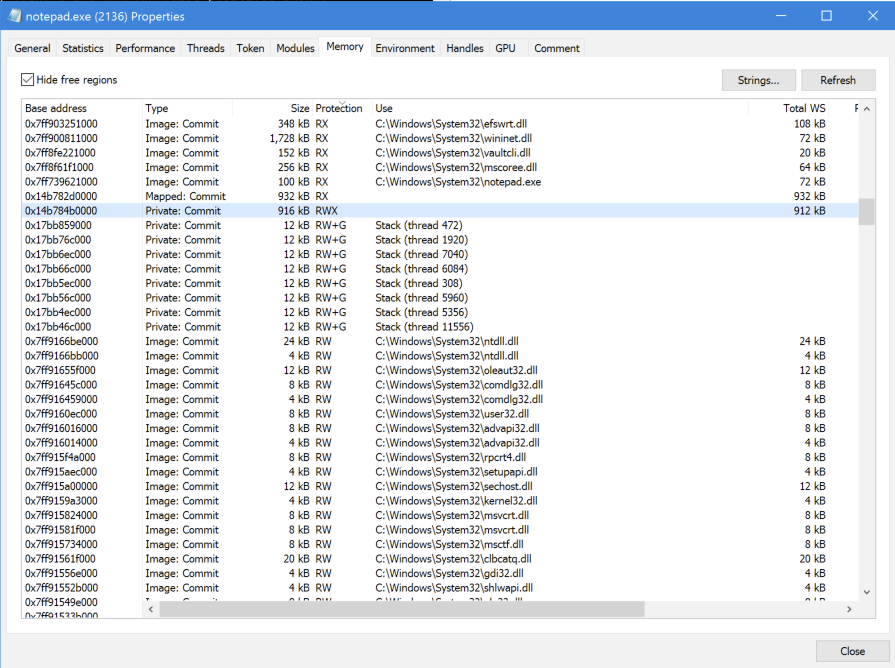 notepad.exe (2136) Properties
General Statistics Performance Threads Token Modules Memory Environment Handles GPU Comment
Hide free regions Strings... Refresh
Base address Type Size Protection Use Total WS
0x7ff903251000 Image: Commit 348 kB RX C:\Windows\System32\efswrt.dll 108 kB
0x7ff900811000 Image: Commit 1,728 kB RX C:\Windows\System32\wininet.dll 72 kB
0x7ff8fe221000 Image: Commit 152 kB RX C:\Windows\System32\vaultcli.dll 20 kB
0x7ff8f61f1000 Image: Commit 256 kB RX C:\Windows\System32\mscoree.dll 64 kB
0x7ff739621000 Image: Commit 100 kB RX C:\Windows\System32\notepad.exe 72 kB
0x14b782d0000 Mapped: Commit 932 kB RX 932 kB
0x14b784b0000 Private: Commit 916 kB RWX 912 kB
0x17bb859000 Private: Commit 12 kB RW+G Stack (thread 472)
0x17bb76c000 Private: Commit 12 kB RW+G Stack (thread 1920)
0x17bb6ec000 Private: Commit 12 kB RW+G Stack (thread 7040)
0x17bb66c000 Private: Commit 12 kB RW+G Stack (thread 6084)
0x17bb5ec000 Private: Commit 12 kB RW+G Stack (thread 308)
0x17bb56c000 Private: Commit 12 kB RW+G Stack (thread 5960)
0x17bb4ec000 Private: Commit 12 kB RW+G Stack (thread 5356)
0x17bb46c000 Private: Commit 12 kB RW+G Stack (thread 11556)
0x7ff9166be000 Image: Commit 24 kB RW C:\Windows\System32\ntdll.dll 24 kB
0x7ff9166bb000 Image: Commit 4 kB RW C:\Windows\System32\ntdll.dll 4 kB
0x7ff91655f000 Image: Commit 12 kB RW C:\Windows\System32\oleaut32.dll 12 kB
0x7ff91645c000 Image: Commit 8 kB RW C:\Windows\System32\comdlg32.dll 8 kB
0x7ff916459000 Image: Commit 4 kB RW C:\Windows\System32\comdlg32.dll 4 kB
0x7ff9160ec000 Image: Commit 8 kB RW C:\Windows\System32\user32.dll 8 kB
0x7ff916016000 Image: Commit 8 kB RW C:\Windows\System32\advapi32.dll 8 kB
0x7ff916014000 Image: Commit 4 kB RW C:\Windows\System32\advapi32.dll 4 kB
0x7ff915f4a000 Image: Commit 8 kB RW C:\Windows\System32\rpcrt4.dll 8 kB
0x7ff915aec000 Image: Commit 4 kB RW C:\Windows\System32\setupapi.dll 4 kB
0x7ff915a00000 Image: Commit 12 kB RW C:\Windows\System32\sechost.dll 12 kB
0x7ff9159a3000 Image: Commit 4 kB RW C:\Windows\System32\kernel32.dll 4 kB
0x7ff915824000 Image: Commit 8 kB RW C:\Windows\System32\msvcrt.dll 8 kB
0x7ff91581f000 Image: Commit 8 kB RW C:\Windows\System32\msvcrt.dll 8 kB
0x7ff915734000 Image: Commit 8 kB RW C:\Windows\System32\msctf.dll 8 kB
0x7ff91561f000 Image: Commit 20 kB RW C:\Windows\System32\clbcatq.dll 20 kB
0x7ff91556e000 Image: Commit 4 kB RW C:\Windows\System32\gdi32.dll 4 kB
0x7ff91552b000 Image: Commit 4 kB RW C:\Windows\System32\shlwapi.dll 4 kB
0x7ff91549e000
0x7ff91533b000
Close